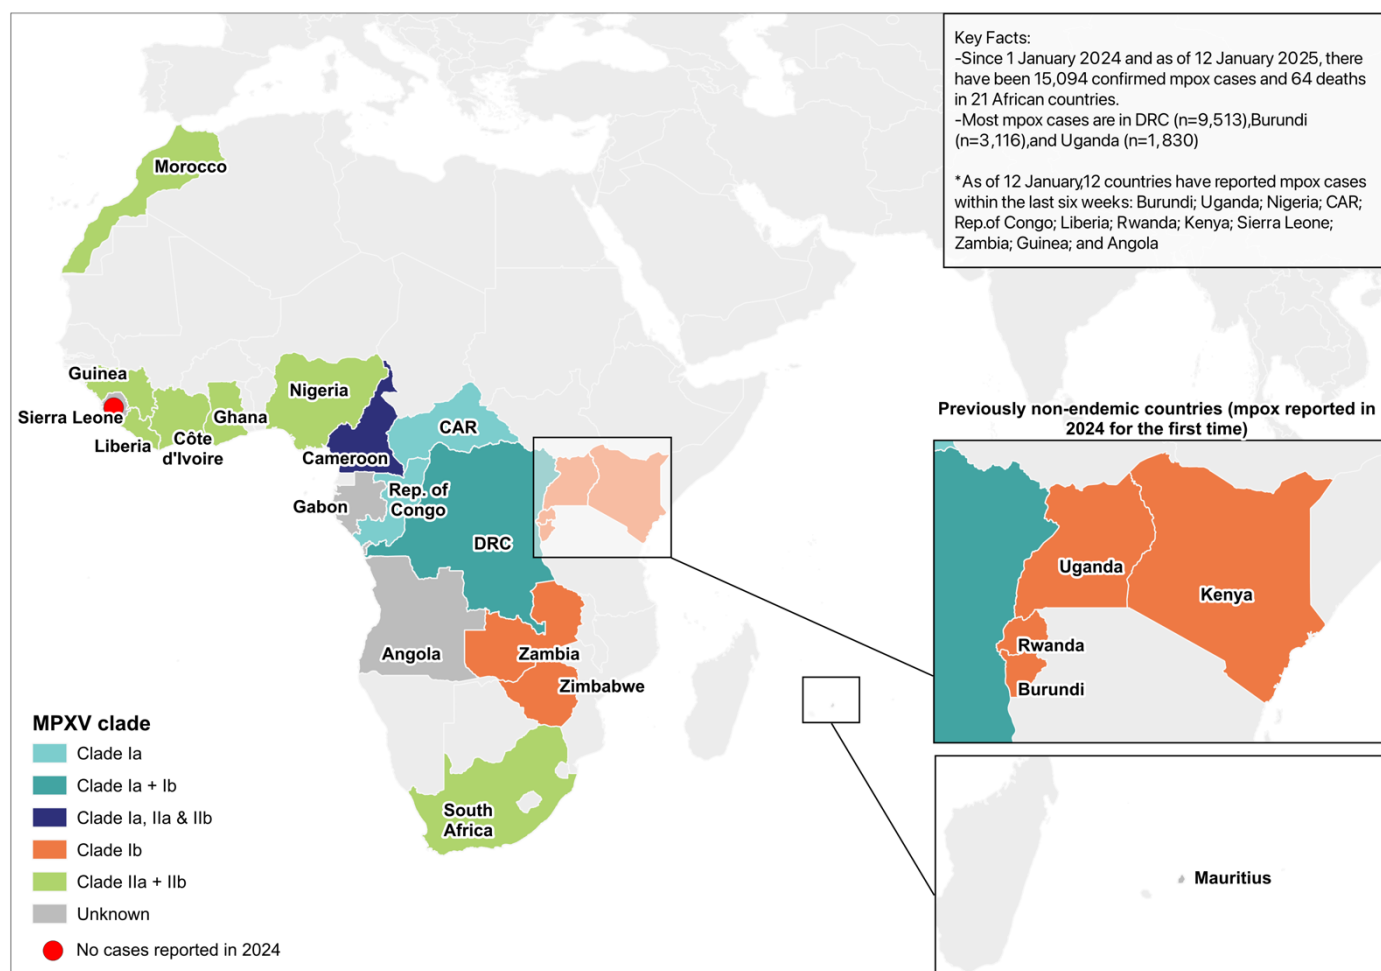 Key Facts:
-Since 1 January 2024 and as of 12 January 2025, there
have been 15,094 confirmed mpox cases and 64 deaths
in 21 African countries.
-Most mpox cases are in DRC (n=9,513),Burundi
(n=3,116),and Uganda (n=1,830)
*As of 12 January,12 countries have reported mpox cases
within the last six weeks: Burundi; Uganda; Nigeria; CAR;
Rep.of Congo; Liberia; Rwanda; Kenya; Sierra Leone;
Zambia; Guinea; and Angola
Morocco
Guinea
Sierra Leone
Liberia
Côte
d'Ivoire
Ghana
Nigeria
Cameroon
CAR
Gabon
Rep. of
Congo
DRC
Angola
Zambia
Zimbabwe
South
Africa
Previously non-endemic countries (mpox reported in
2024 for the first time)
Uganda
Kenya
Rwanda
Burundi
Mauritius
MPXV clade
Clade Ia
Clade Ia + Ib
Clade Ia, IIa & IIb
Clade Ib
Clade IIa + IIb
Unknown
No cases reported in 2024